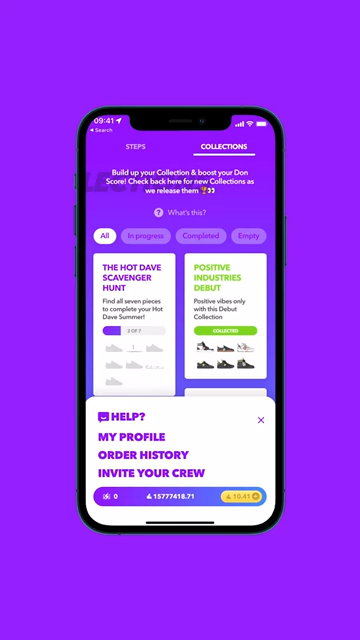 09:41
Search
STEPS
COLLECTIONS
Build up your Collection & boost your Don
Score! Check back here for new Collections as
we release them 🏆👀
? What's this?
All
In progress
Completed
Empty
THE HOT DAVE
SCAVENGER
HUNT
Find all seven pieces
to complete your Hot
Dave Summer!
2 OF 7
POSITIVE
INDUSTRIES
DEBUT
Positive vibes only
with this Debut
Collection
COLLECTED
HELP?
MY PROFILE
ORDER HISTORY
INVITE YOUR CREW
0
15777418.71
10.41